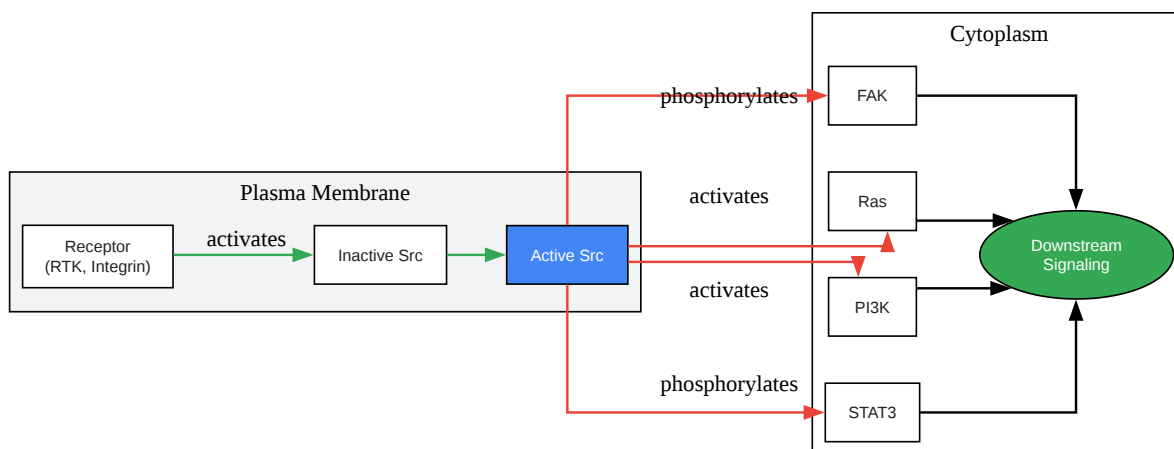 Cytoplasm
phosphorylates
FAK
Plasma Membrane
activates
Ras
Receptor
(RTK, Integrin)
activates
Inactive Src
Active Src
Downstream
Signaling
activates
PI3K
phosphorylates
STAT3